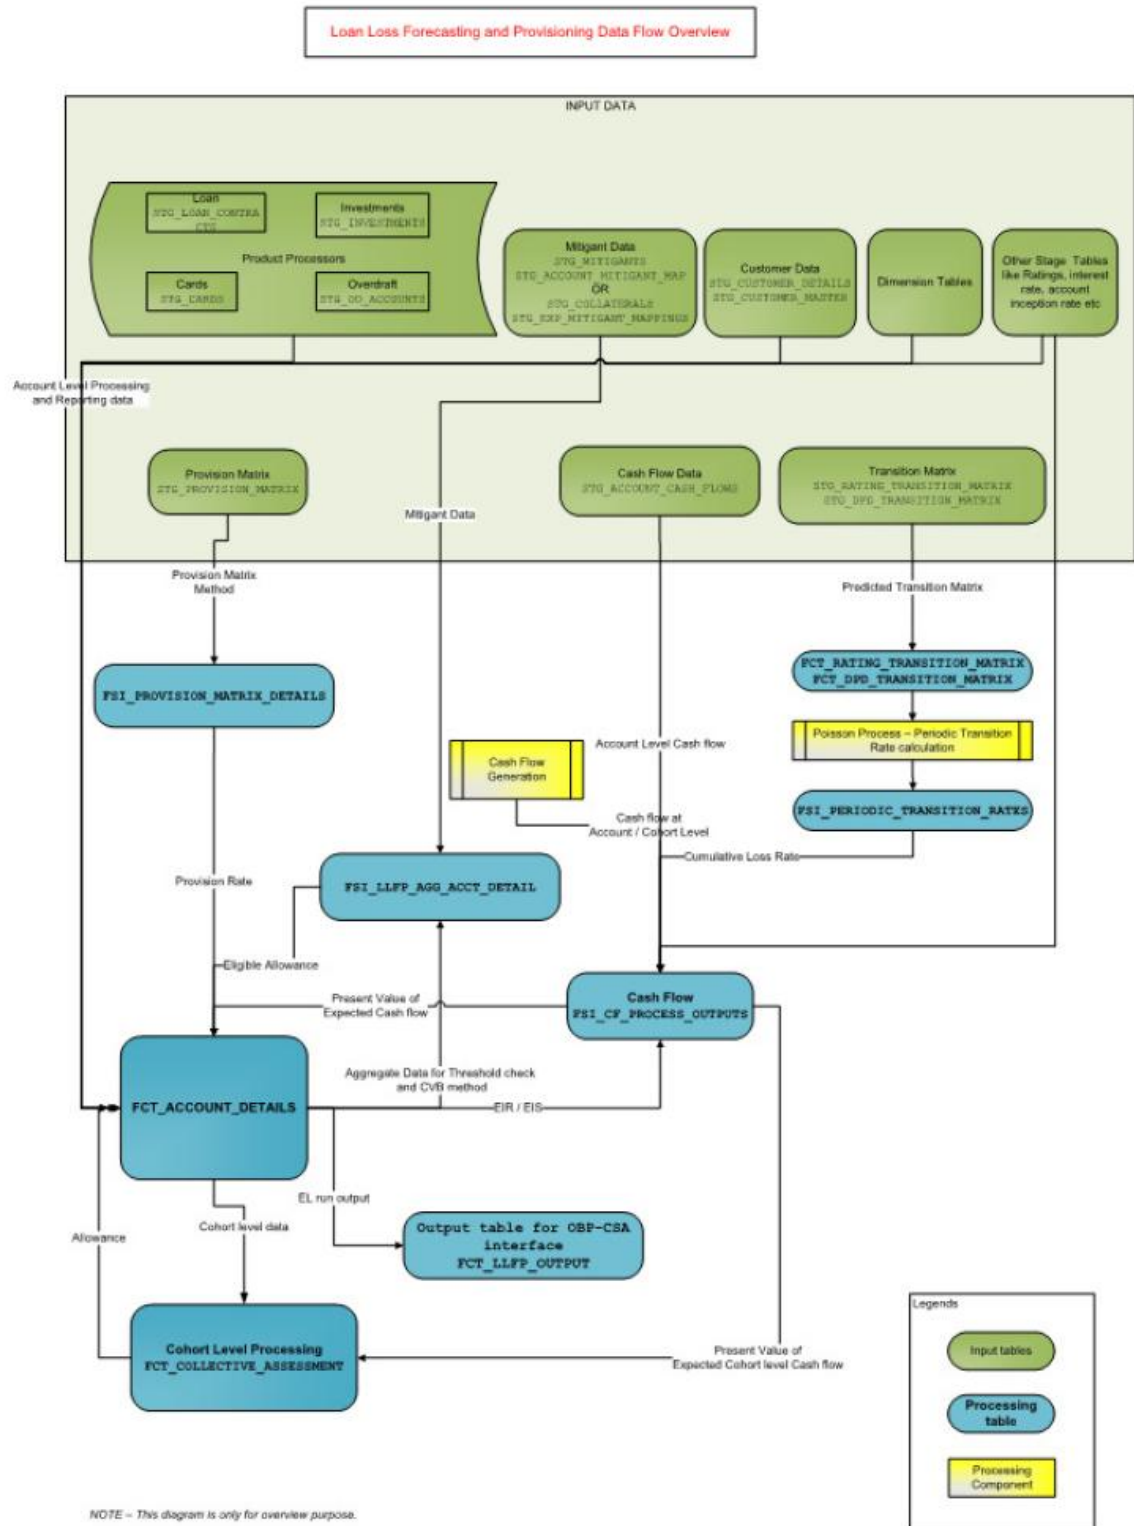 Loan Loss Forecasting and Provisioning Data Flow Overview
INPUT DATA
Loan
STG_LOAN_CONTRA
CTS
Investments
STG_INVESTMENTS
Product Processors
Cards
STG_CARDS
Overdraft
STG_OD_ACCOUNTS
Mitigant Data
STG_MITIGANTS
STG_ACCOUNT_MITIGANT_MAP
OR
STG_COLLATERALS
STG_EXP_MITIGANT_MAPPINGS
Customer Data
STG_CUSTOMER_DETAILS
STG_CUSTOMER_MASTER
Dimension Tables
Other Stage Tables
like Ratings, interest
rate, account
inception rate etc
Account Level Processing
and Reporting data
Provision Matrix
STG_PROVISION_MATRIX
Cash Flow Data
STG_ACCOUNT_CASH_FLOWS
Transition Matrix
STG_RATING_TRANSITION_MATRIX
STG_DPD_TRANSITION_MATRIX
Mitigant Data
Provision Matrix
Method
Predicted Transition Matrix
FSI_PROVISION_MATRIX_DETAILS
FCT_RATING_TRANSITION_MATRIX
FCT_DPD_TRANSITION_MATRIX
Poisson Process – Periodic Transition
Rate calculation
Account Level Cash flow
Cash Flow
Generation
FSI_PERIODIC_TRANSITION_RATES
Cash flow at
Account / Cohort Level
Cumulative Loss Rate
Provision Rate
FSI_LLFP_AGG_ACCT_DETAIL
Eligible Allowance
Present Value of
Expected Cash flow
Cash Flow
FSI_CF_PROCESS_OUTPUTS
Aggregate Data for Threshold check
and CVB method
FCT_ACCOUNT_DETAILS
EIR / EIS
EL run output
Cohort level data
Allowance
Output table for OBP-CSA
interface
FCT_LLFP_OUTPUT
Cohort Level Processing
FCT_COLLECTIVE_ASSESSMENT
Present Value of
Expected Cohort level Cash flow
Legends
Input tables
Processing
table
Processing
Component
NOTE – This diagram is only for overview purpose.